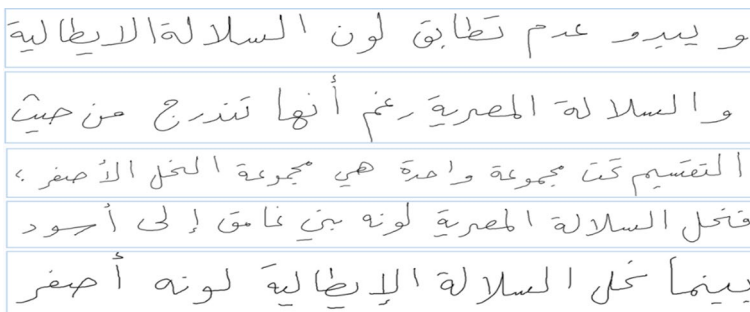 و يبدو عدم تطابق لون السلالة الايطالية
والسلالة المصرية رغم أنها تندرج من حيث
التقسيم تحت مجموعة واحدة هي مجموعة النحل الأصفر ؛
فنحل السلالة المصرية لونه بني غامق إلى أسود
بينما نحل السلالة الإيطالية لونه أصفر